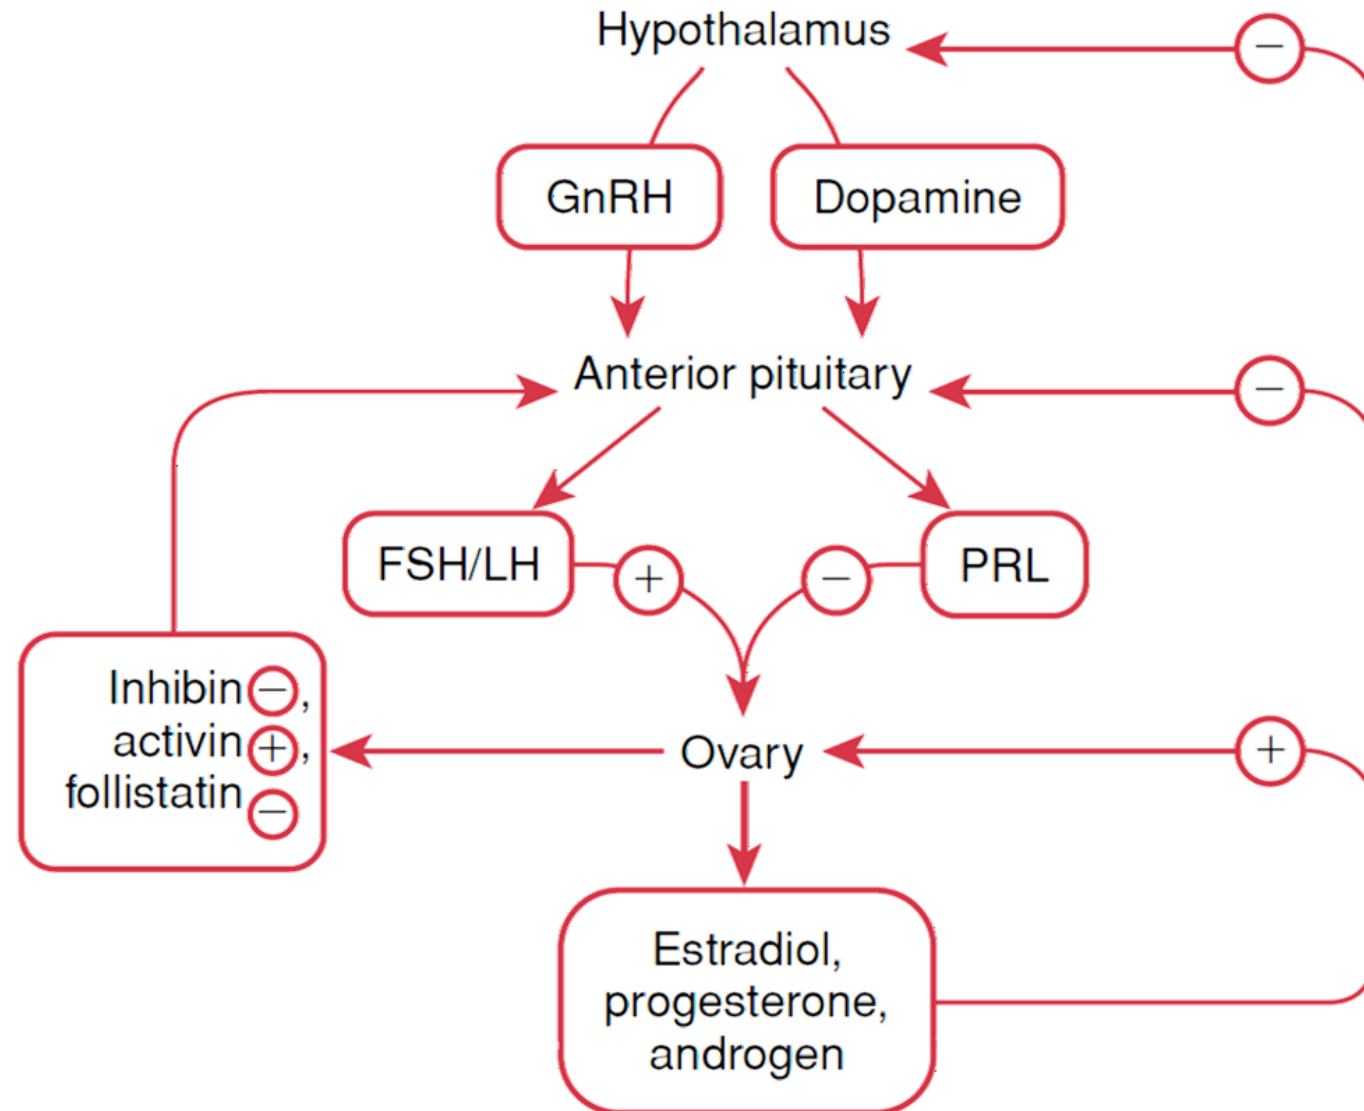 Hypothalamus
−
GnRH
Dopamine
Anterior pituitary
−
FSH/LH
+
−
PRL
Inhibin −,
activin +,
follistatin −
Ovary
+
Estradiol,
progesterone,
androgen